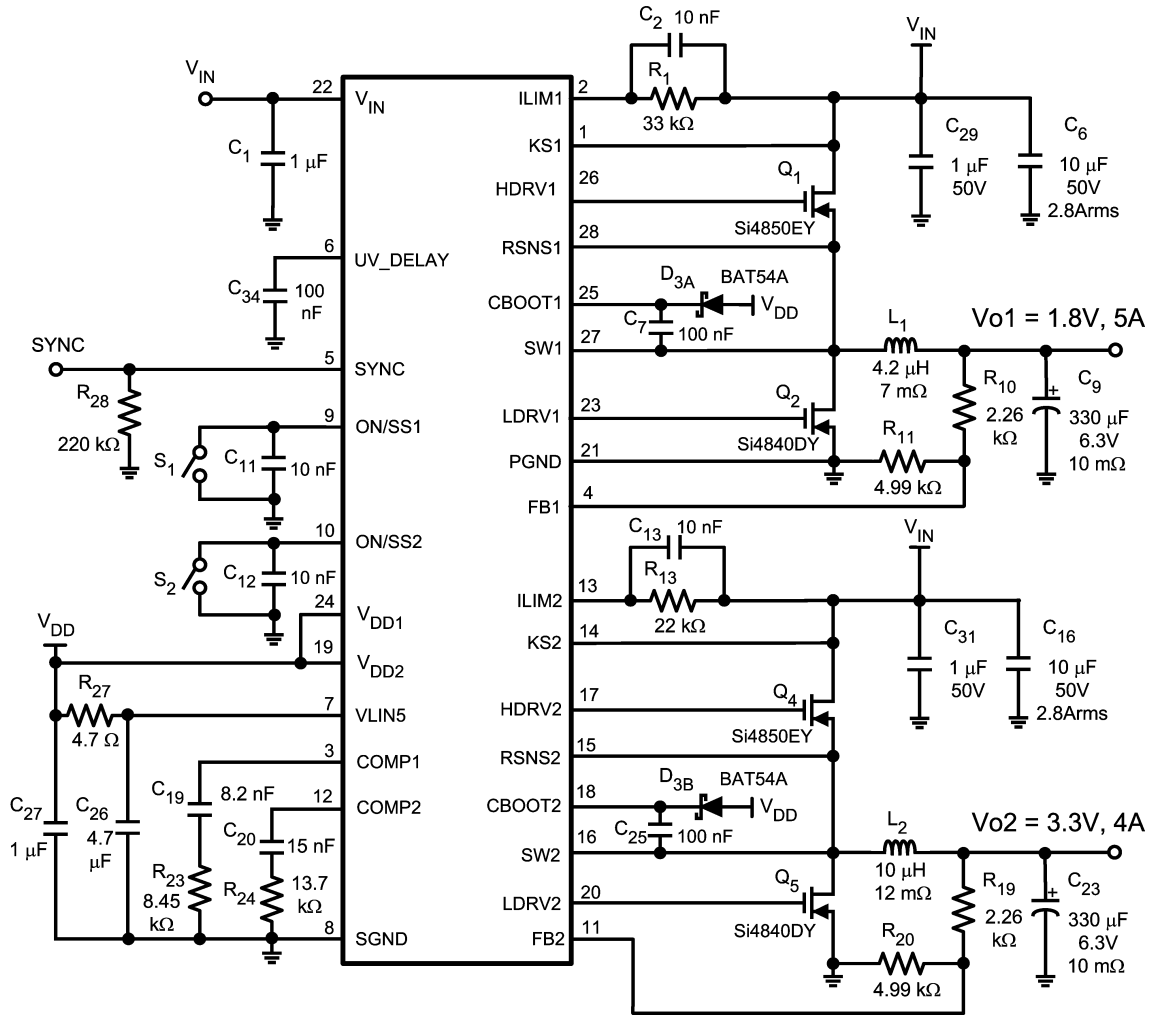 V_IN
22
V_IN
C_1
1 µF
6
UV_DELAY
C_34
100
nF
SYNC
5
SYNC
R_28
220 kΩ
9
ON/SS1
S_1
C_11
10 nF
10
ON/SS2
S_2
C_12
10 nF
24
V_DD1
V_DD
19
V_DD2
R_27
4.7 Ω
7
VLIN5
3
COMP1
C_19
8.2 nF
12
COMP2
C_27
1 µF
C_26
4.7
µF
C_20
15 nF
R_23
8.45
kΩ
R_24
13.7
kΩ
8
SGND
ILIM1
2
C_2
10 nF
R_1
33 kΩ
V_IN
KS1
1
C_29
1 µF
50V
C_6
10 µF
50V
2.8Arms
HDRV1
26
Q_1
Si4850EY
RSNS1
28
CBOOT1
25
D_3A
BAT54A
V_DD
C_7
100 nF
SW1
27
L_1
4.2 µH
7 mΩ
Vo1 = 1.8V, 5A
R_10
2.26
kΩ
C_9
+
330 µF
6.3V
10 mΩ
LDRV1
23
Q_2
Si4840DY
PGND
21
R_11
4.99 kΩ
FB1
4
C_13
10 nF
V_IN
ILIM2
13
R_13
22 kΩ
KS2
14
C_31
1 µF
50V
C_16
10 µF
50V
2.8Arms
HDRV2
17
Q_4
Si4850EY
RSNS2
15
CBOOT2
18
D_3B
BAT54A
V_DD
C_25
100 nF
SW2
16
L_2
10 µH
12 mΩ
Vo2 = 3.3V, 4A
R_19
2.26
kΩ
C_23
+
330 µF
6.3V
10 mΩ
LDRV2
20
Q_5
Si4840DY
FB2
11
R_20
4.99 kΩ